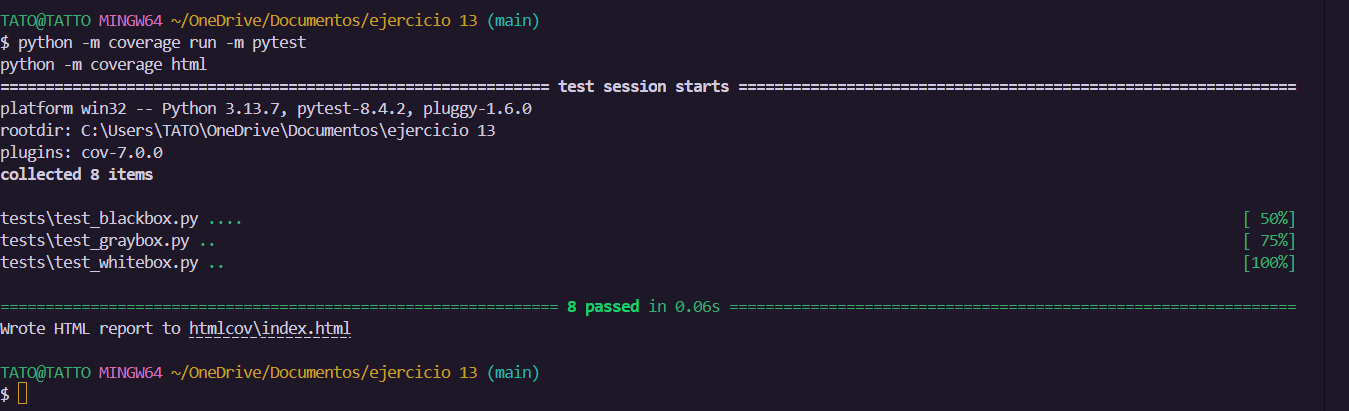 TATO@TATTO MINGW64 ~/OneDrive/Documentos/ejercicio 13 (main)
$ python -m coverage run -m pytest
python -m coverage html
============================================================= test session starts ==============================================================
platform win32 -- Python 3.13.7, pytest-8.4.2, pluggy-1.6.0
rootdir: C:\Users\TATO\OneDrive\Documentos\ejercicio 13
plugins: cov-7.0.0
collected 8 items
tests\test_blackbox.py .... [ 50%]
tests\test_graybox.py .. [ 75%]
tests\test_whitebox.py .. [100%]
============================================================== 8 passed in 0.06s ===============================================================
Wrote HTML report to htmlcov\index.html
TATO@TATTO MINGW64 ~/OneDrive/Documentos/ejercicio 13 (main)
$